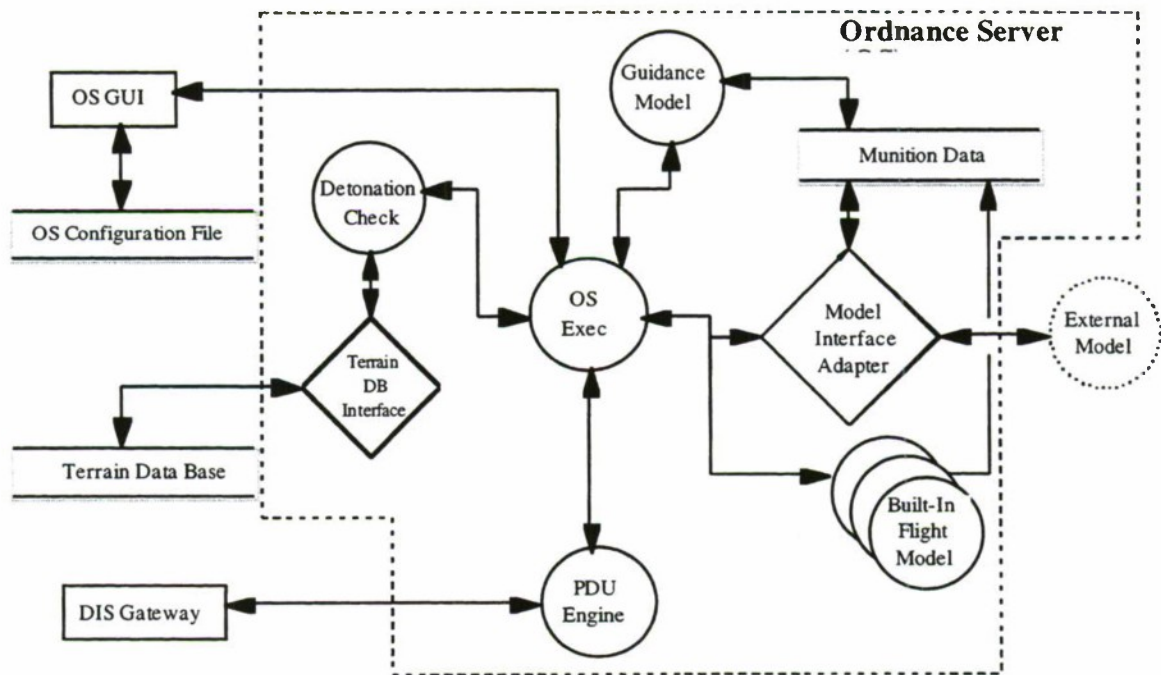 Ordnance Server
OS GUI
Guidance
Model
Munition Data
Detonation
Check
OS Configuration File
OS
Exec
Model
Interface
Adapter
External
Model
Terrain
DB
Interface
Terrain Data Base
Built-In
Flight
Model
DIS Gateway
PDU
Engine